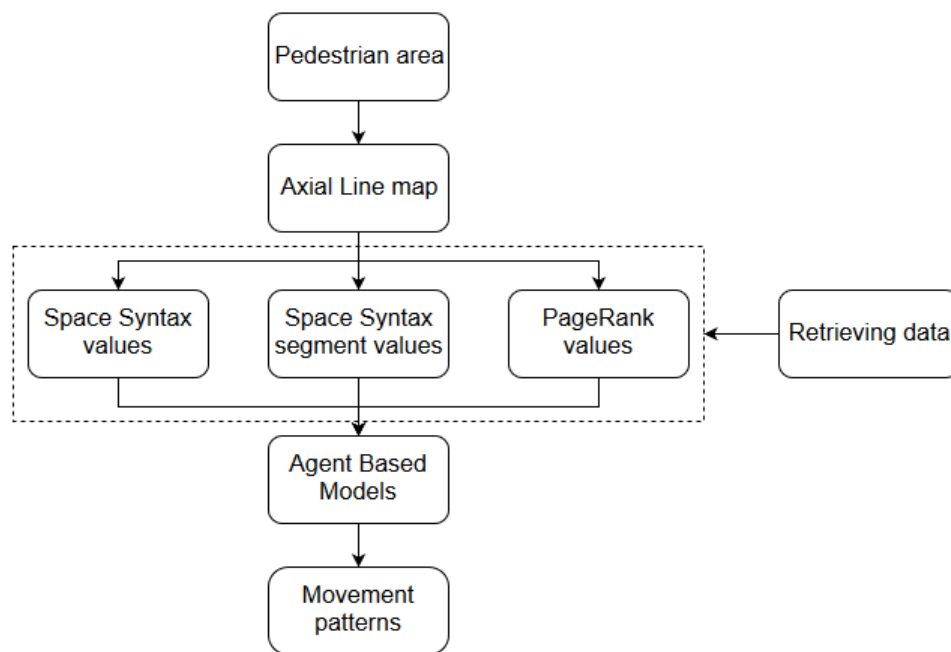 Pedestrian area
Axial Line map
Space Syntax
values
Space Syntax
segment values
PageRank
values
Retrieving data
Agent Based
Models
Movement
patterns